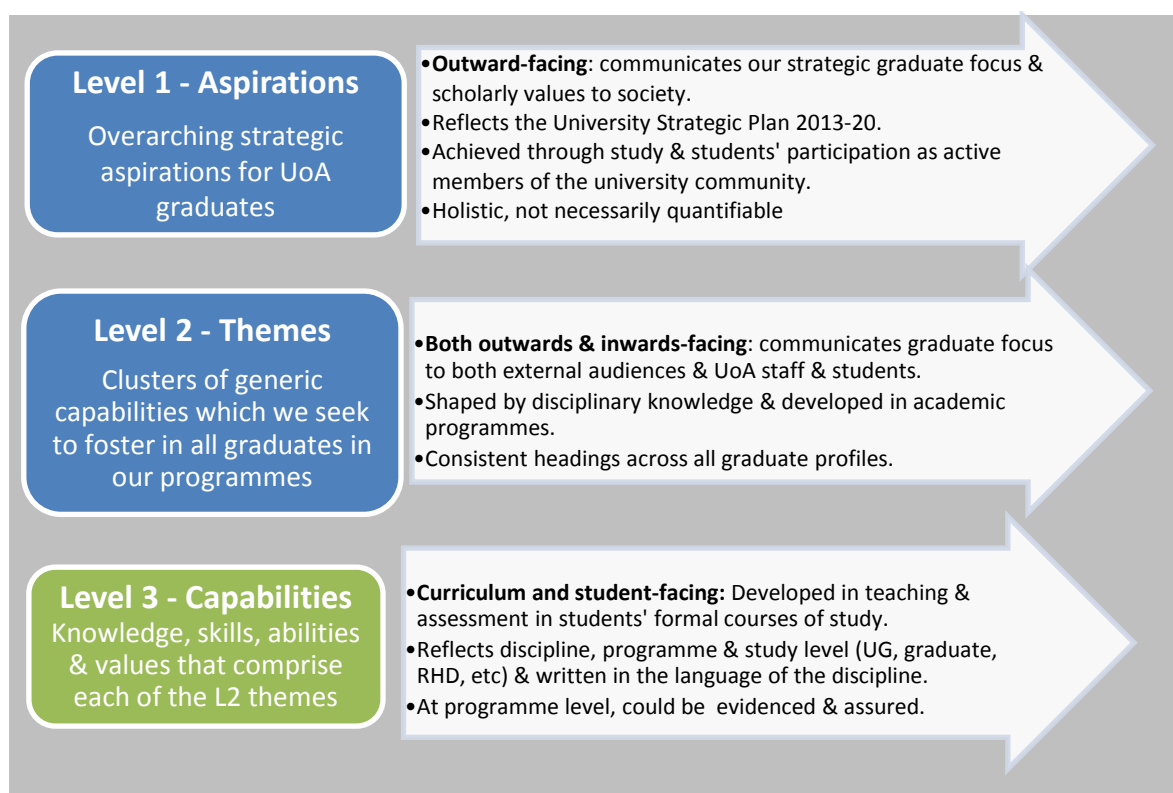 Level 1 - Aspirations
Overarching strategic
aspirations for UoA
graduates
•Outward-facing: communicates our strategic graduate focus &
scholarly values to society.
•Reflects the University Strategic Plan 2013-20.
•Achieved through study & students' participation as active
members of the university community.
•Holistic, not necessarily quantifiable
Level 2 - Themes
Clusters of generic
capabilities which we seek
to foster in all graduates in
our programmes
•Both outwards & inwards-facing: communicates graduate focus
to both external audiences & UoA staff & students.
•Shaped by disciplinary knowledge & developed in academic
programmes.
•Consistent headings across all graduate profiles.
Level 3 - Capabilities
Knowledge, skills, abilities
& values that comprise
each of the L2 themes
•Curriculum and student-facing: Developed in teaching &
assessment in students' formal courses of study.
•Reflects discipline, programme & study level (UG, graduate,
RHD, etc) & written in the language of the discipline.
•At programme level, could be evidenced & assured.